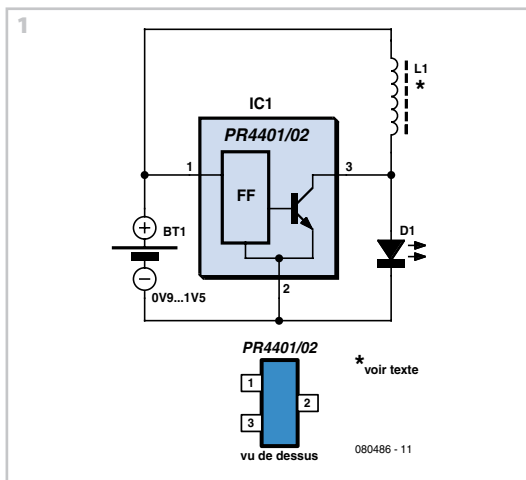 1
L1
*
IC1
PR4401/02
1
3
FF
BT1
D1
0V9...1V5
2
PR4401/02
*voir texte
1
2
3
vu de dessus
080486 - 11